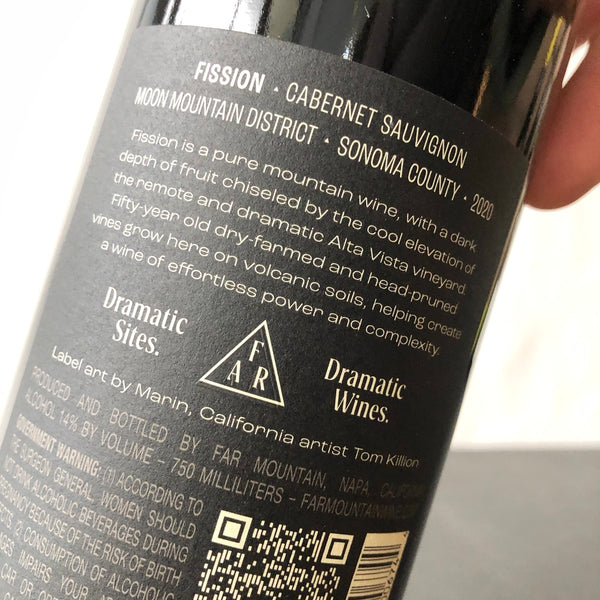 FISSION • CABERNET SAUVIGNON
MOON MOUNTAIN DISTRICT • SONOMA COUNTY • 2020
Fission is a pure mountain wine, with a dark
depth of fruit chiseled by the cool elevation of
the remote and dramatic Alta Vista vineyard.
Fifty-year old dry-farmed and head-pruned
vines grow here on volcanic soils, helping create
a wine of effortless power and complexity.
Dramatic
Sites.
F
A R
Dramatic
Wines.
Label art by Marin, California artist Tom Killion
PRODUCED AND BOTTLED BY FAR MOUNTAIN, NAPA, CALIFORNIA
ALCOHOL 14% BY VOLUME – 750 MILLILITERS – FARMOUNTAINWINE
GOVERNMENT WARNING: (1) ACCORDING TO
THE SURGEON GENERAL, WOMEN SHOULD
NOT DRINK ALCOHOLIC BEVERAGES DURING
PREGNANCY BECAUSE OF THE RISK OF BIRTH
2. CONSUMPTION OF ALCOHOLIC
IMPAIRS YOUR
CAR OR